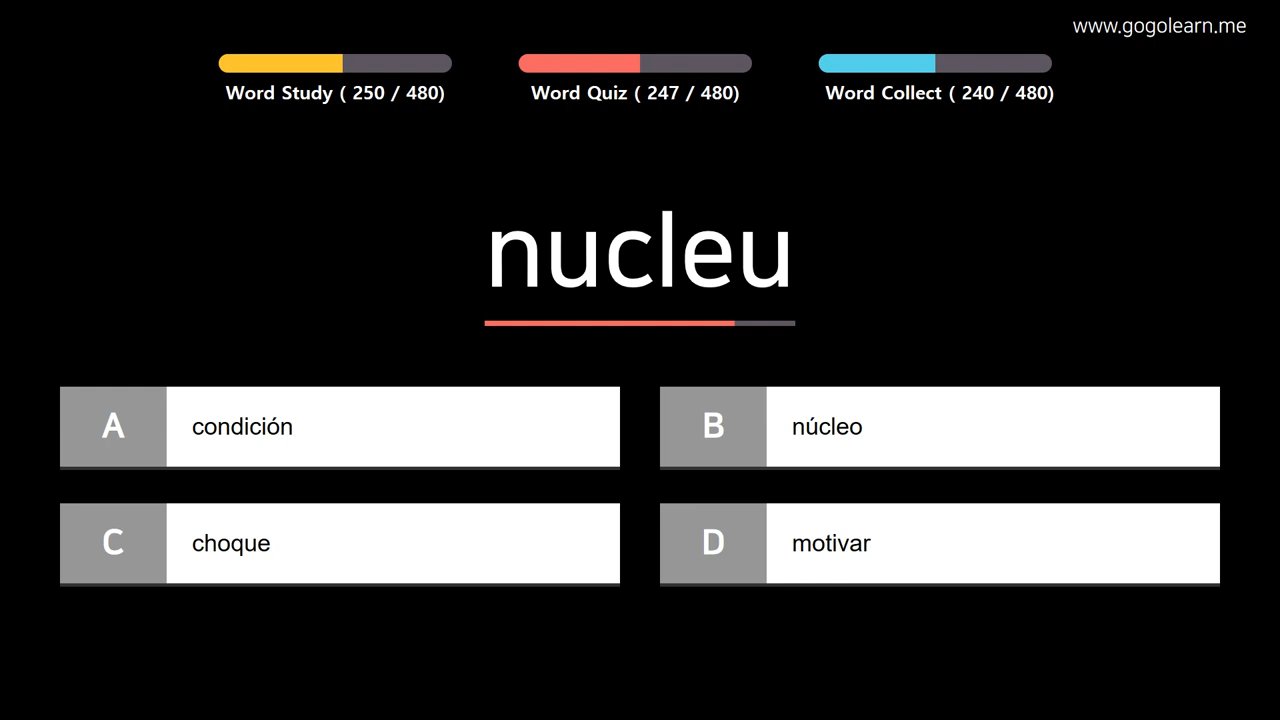 www.gogolearn.me
Word Study ( 250 / 480)
Word Quiz ( 247 / 480)
Word Collect ( 240 / 480)
nucleu
A condición
B núcleo
C choque
D motivar